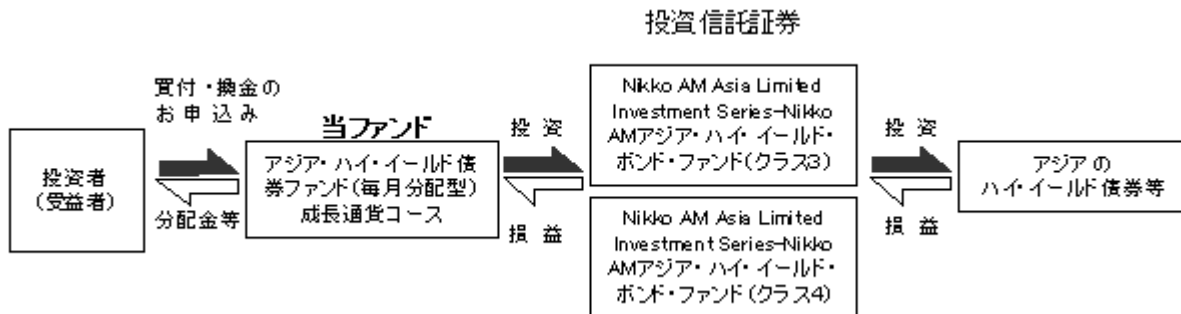 投資信託証券
買付・換金の
お申込み
当ファンド
投資
投資
Nikko AM Asia Limited
Investment Series-Nikko
AMアジア・ハイ・イールド・
ボンド・ファンド(クラス3)
投資者
(受益者)
アジア・ハイ・イールド債
券ファンド(毎月分配型)
成長通貨コース
アジアの
ハイ・イールド債券等
分配金等
損益
損益
Nikko AM Asia Limited
Investment Series-Nikko
AMアジア・ハイ・イールド・
ボンド・ファンド(クラス4)